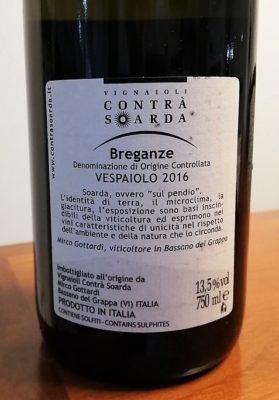 VIGNAIOLI
CONTRÀ
SOARDA
www.contrasoarda.it
Breganze
Denominazione di Origine Controllata
VESPAIOLO 2016
Soarda, ovvero "sul pendio".
L'identità di terra, il microclima, la
giacitura, l'esposizione sono basi inscin-
dibili della viticoltura ed esprimono nei
vini caratteristiche di unicità nel rispetto
dell'ambiente e della natura che lo circonda.
Mirco Gottardi, viticoltore in Bassano del Grappa
Imbottigliato all'origine da
Vignaioli Contrà Soarda
Mirco Gottardi
Bassano del Grappa (VI) ITALIA
PRODOTTO IN ITALIA
CONTIENE SOLFITI - CONTAINS SULPHITES
13,5%vol
750 ml e